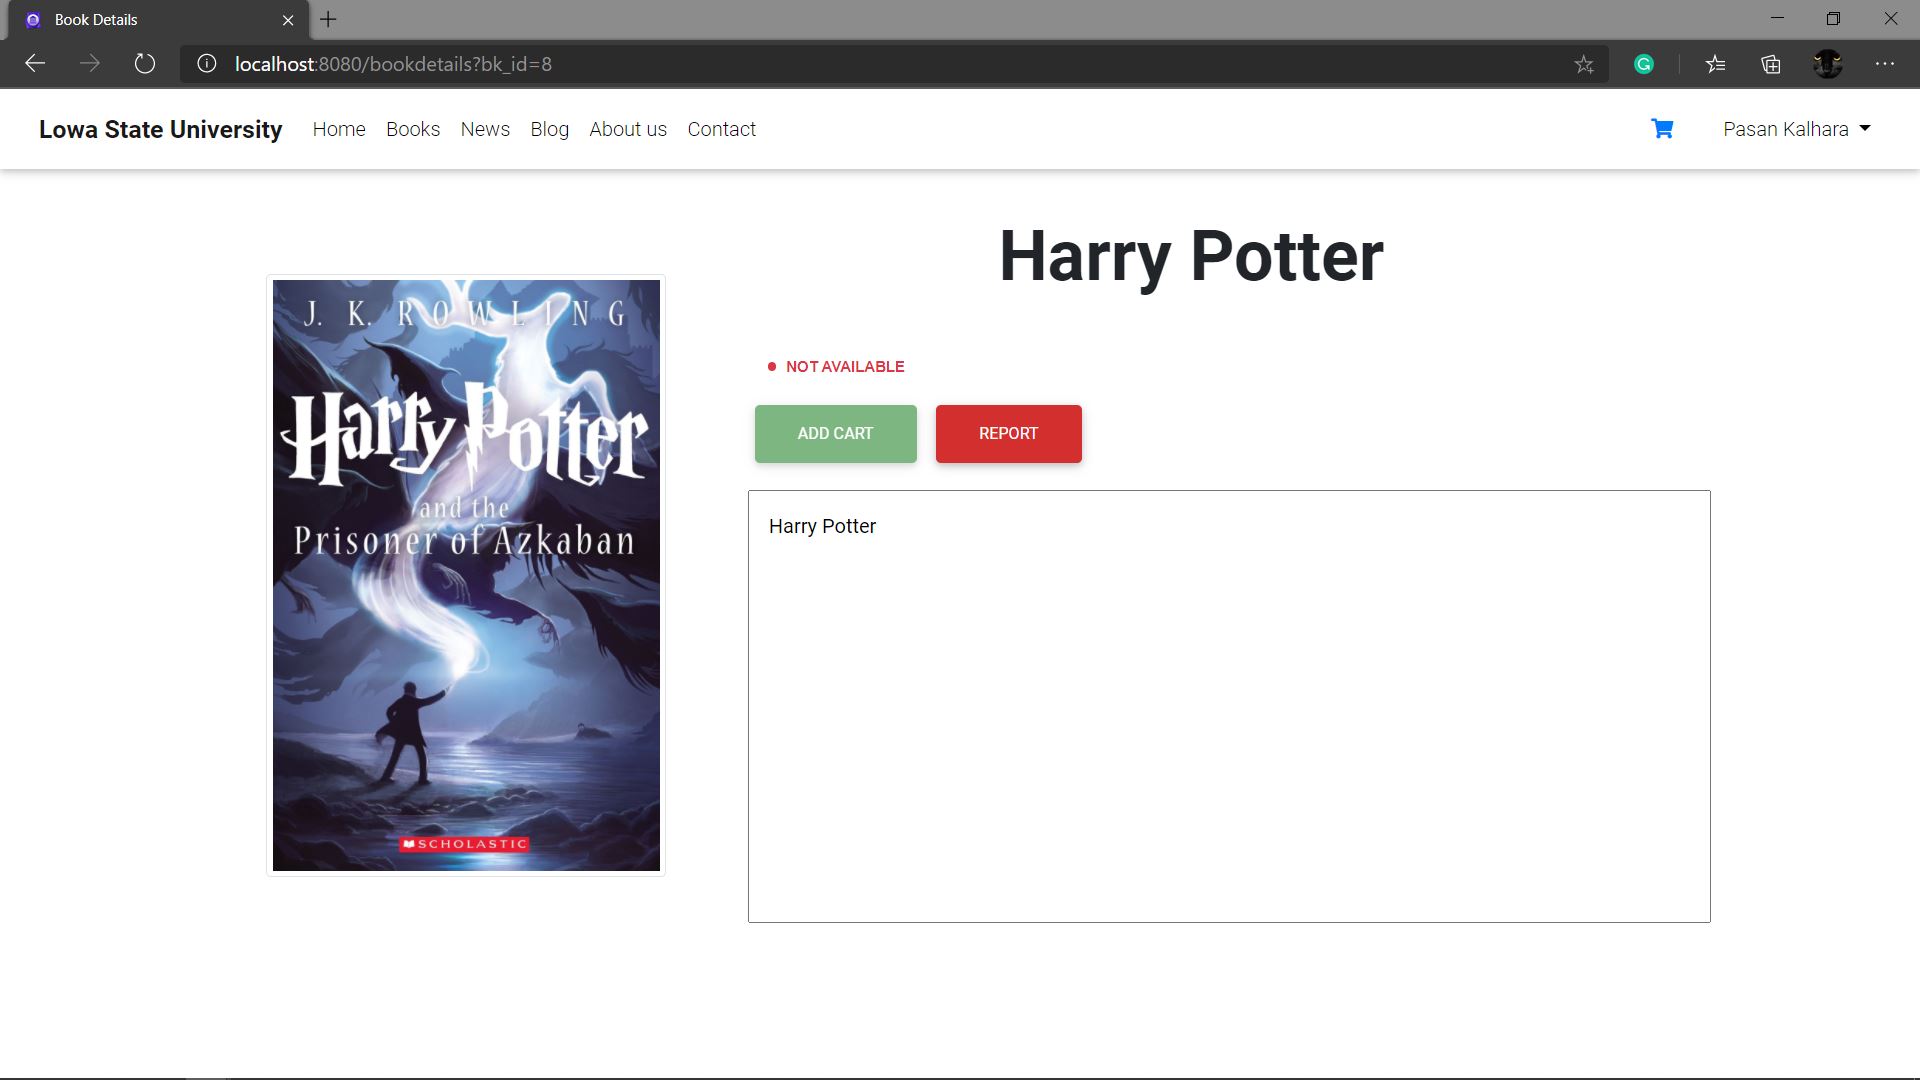 Book Details
localhost:8080/bookdetails?bk_id=8
Lowa State University Home Books News Blog About us Contact Pasan Kalhara
Harry Potter
J. K. ROWLING
Harry Potter
and the
Prisoner of Azkaban
SCHOLASTIC
NOT AVAILABLE
ADD CART REPORT
Harry Potter